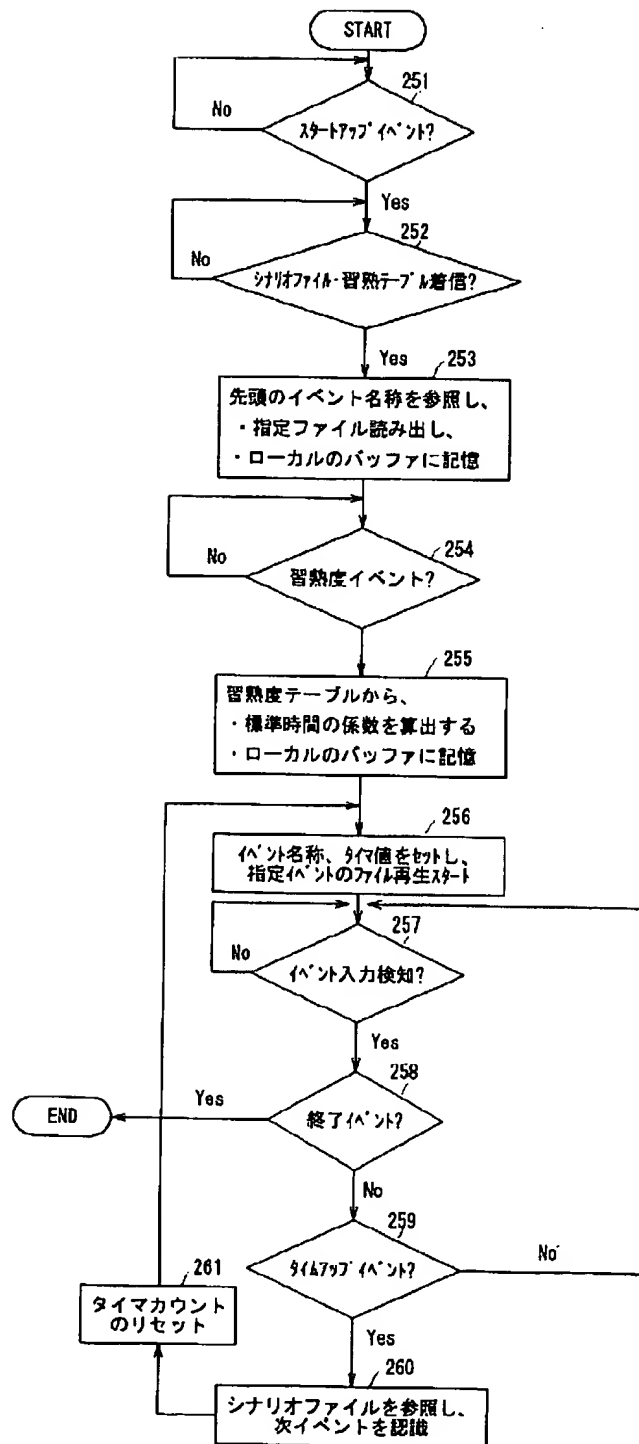 START
251
No
スタートアップイベント?
Yes
252
No
シナリオファイル・習熟テーブル着信?
Yes
253
先頭のイベント名称を参照し、
・指定ファイル読み出し、
・ローカルのバッファに記憶
254
No
習熟度イベント?
255
習熟度テーブルから、
・標準時間の係数を算出する
・ローカルのバッファに記憶
256
イベント名称、タイマ値をセットし、
指定イベントのファイル再生スタート
257
No
イベント入力検知?
Yes
258
END
Yes
終了イベント?
No
259
タイムアップイベント?
No
261
タイマカウント
のリセット
Yes
260
シナリオファイルを参照し、
次イベントを認識